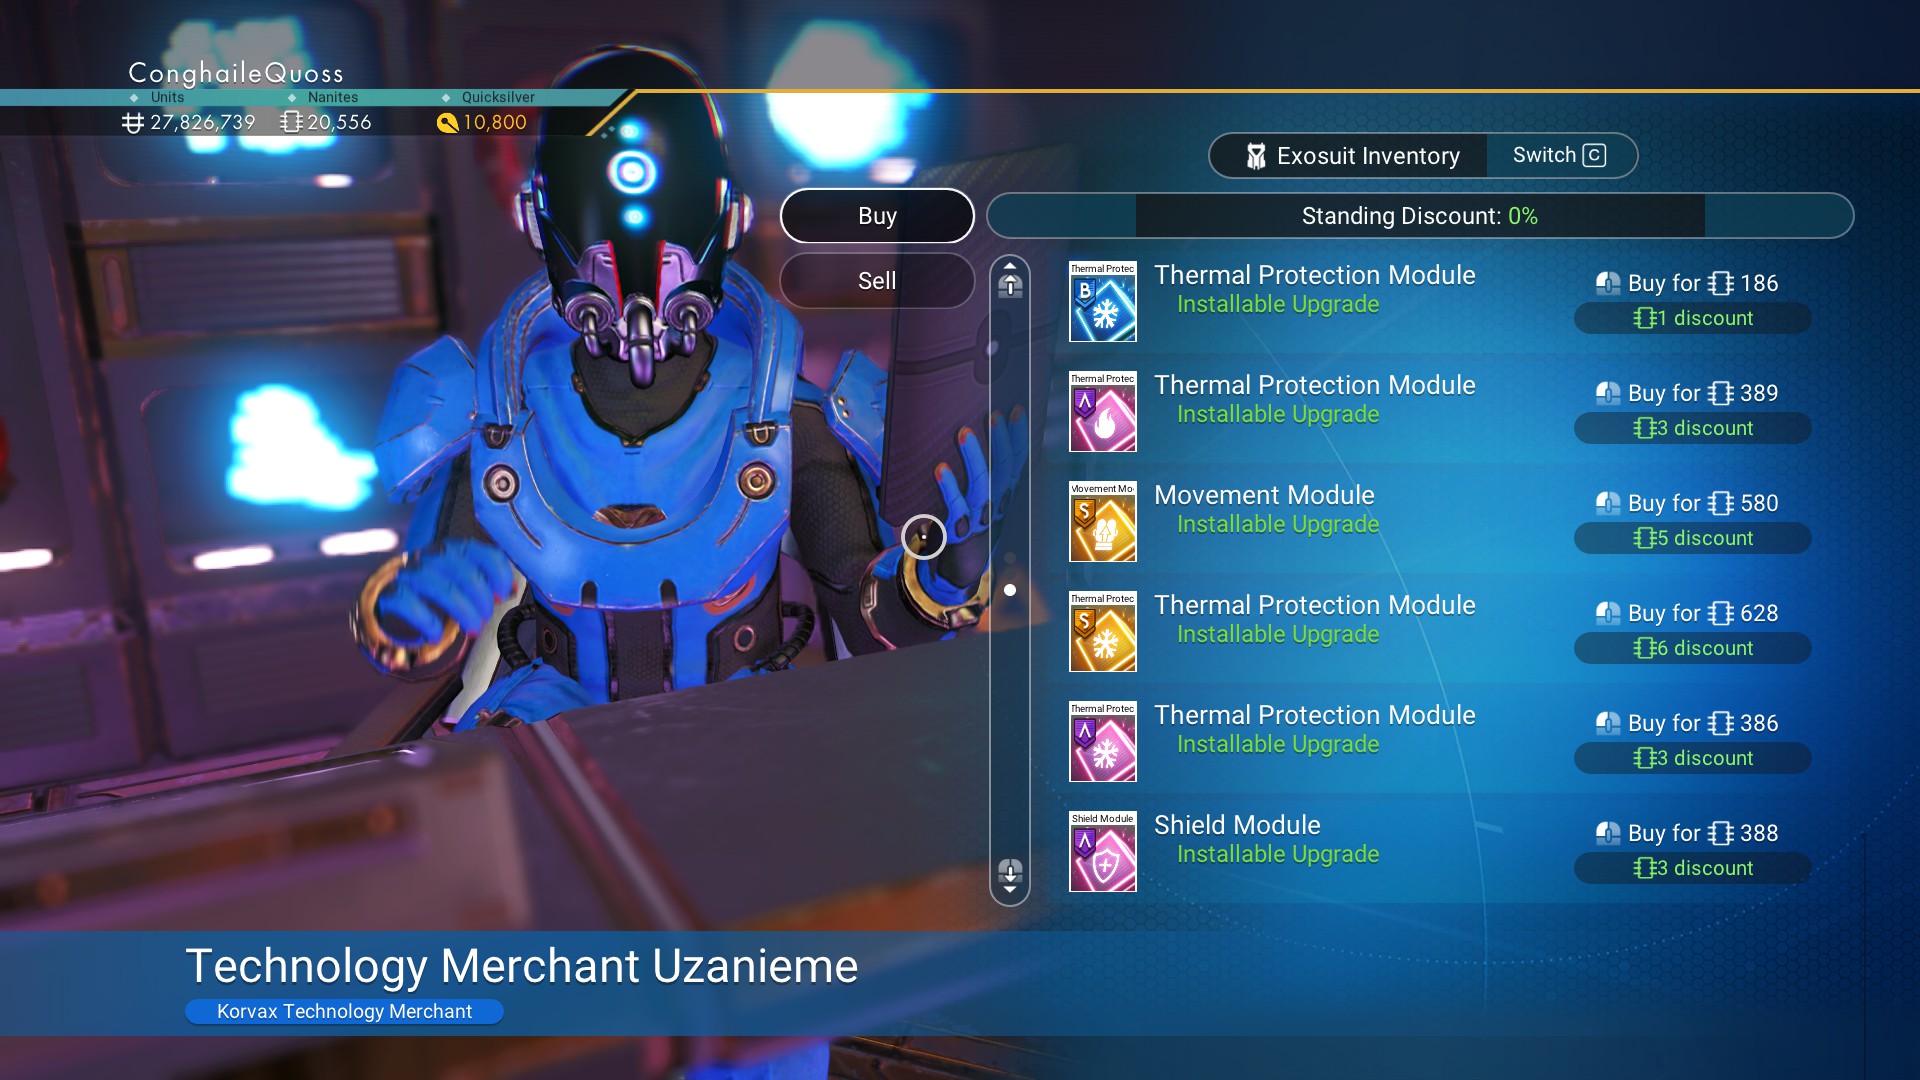 ConghaileQuoss
Units Nanites Quicksilver
27,826,739 20,556 10,800
Exosuit Inventory Switch C
Buy
Standing Discount: 0%
Sell
Thermal Protec
B
Thermal Protection Module
Installable Upgrade
Buy for 186
1 discount
Thermal Protec
A
Thermal Protection Module
Installable Upgrade
Buy for 389
3 discount
Movement Mo
S
Movement Module
Installable Upgrade
Buy for 580
5 discount
Thermal Protec
S
Thermal Protection Module
Installable Upgrade
Buy for 628
6 discount
Thermal Protec
A
Thermal Protection Module
Installable Upgrade
Buy for 386
3 discount
Shield Module
A
Shield Module
Installable Upgrade
Buy for 388
3 discount
Technology Merchant Uzanieme
Korvax Technology Merchant